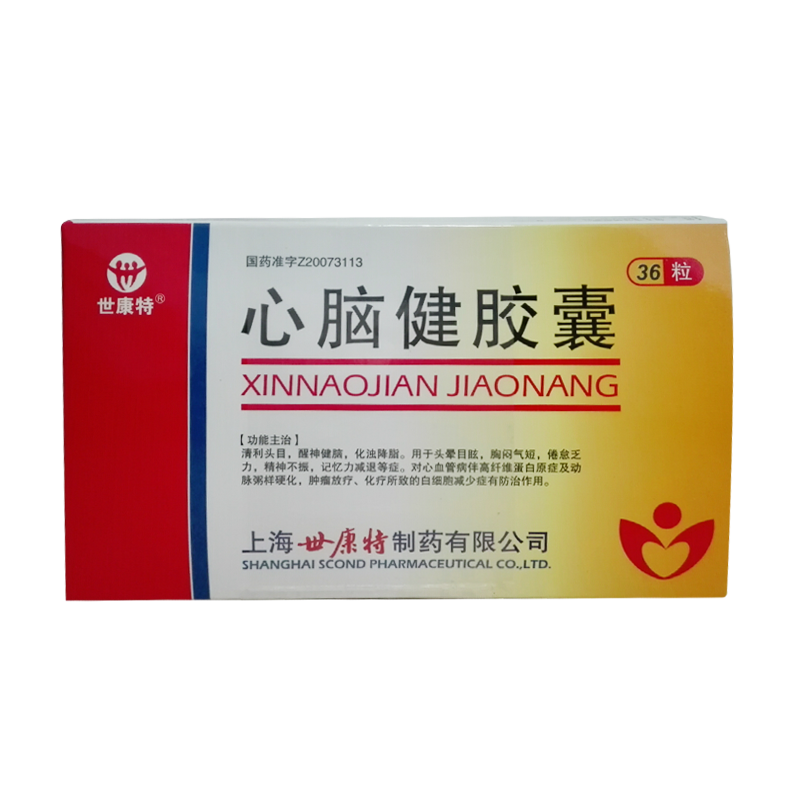 世康特®
国药准字Z20073113
36粒
心脑健胶囊
XINNAOJIAN JIAONANG
【功能主治】
清利头目，醒神健脑，化浊降脂。用于头晕目眩，胸闷气短，倦怠乏
力，精神不振，记忆力减退等症。对心血管病伴高纤维蛋白原症及动
脉粥样硬化，肿瘤放疗、化疗所致的白细胞减少症有防治作用。
上海世康特制药有限公司
SHANGHAI SCOND PHARMACEUTICAL CO.,LTD.